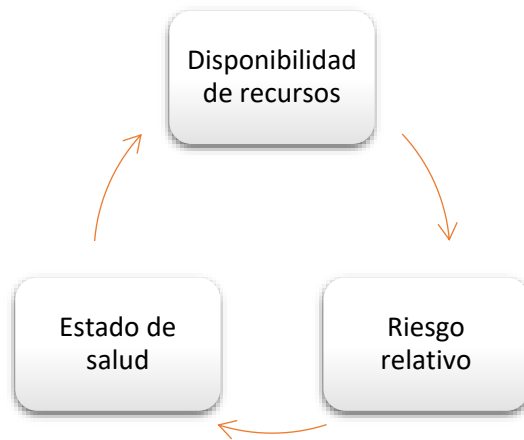 Disponibilidad
de recursos
Estado de
salud
Riesgo
relativo